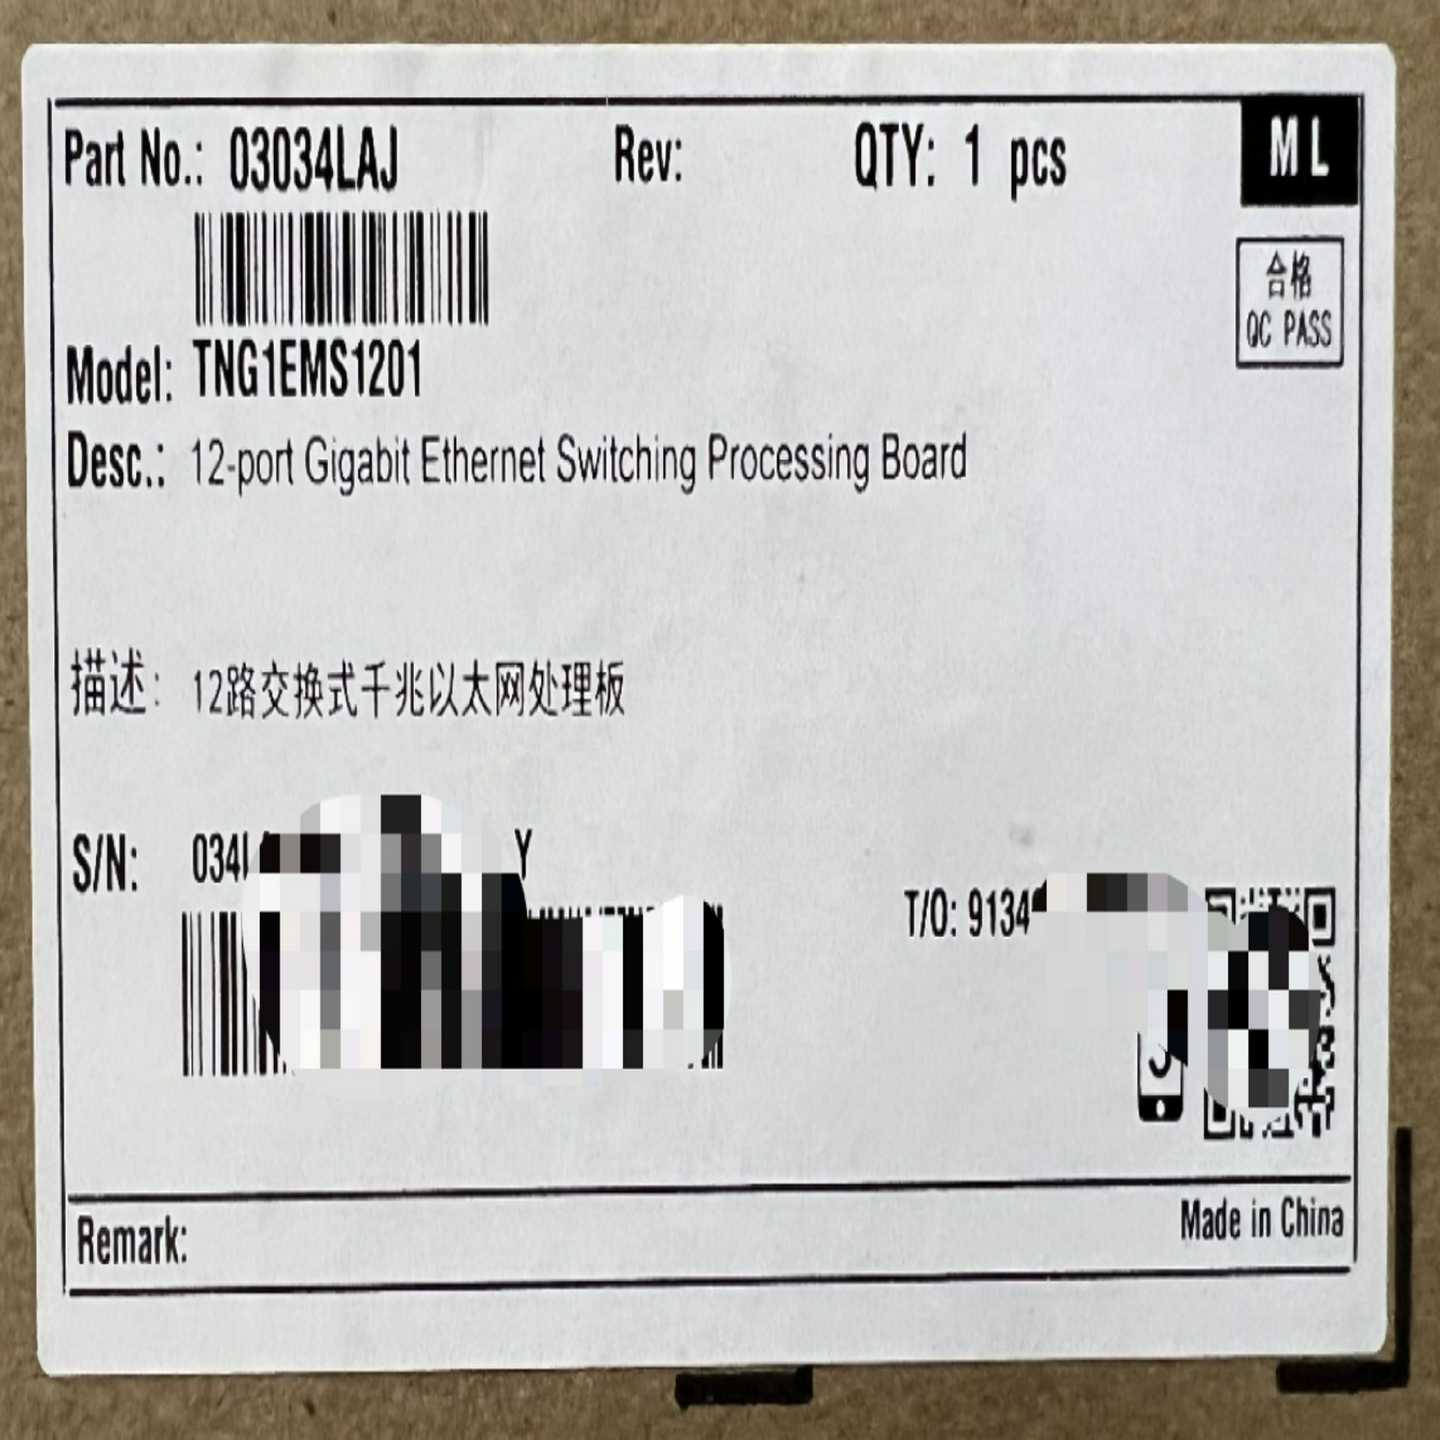 Part No.: 03034LAJ Rev: QTY: 1 pcs ML
合格
QC PASS
Model: TNG1EMS1201
Desc.: 12-port Gigabit Ethernet Switching Processing Board
描述: 12路交换式千兆以太网处理板
S/N: 034
Y
T/O: 9134
Remark:
Made in China